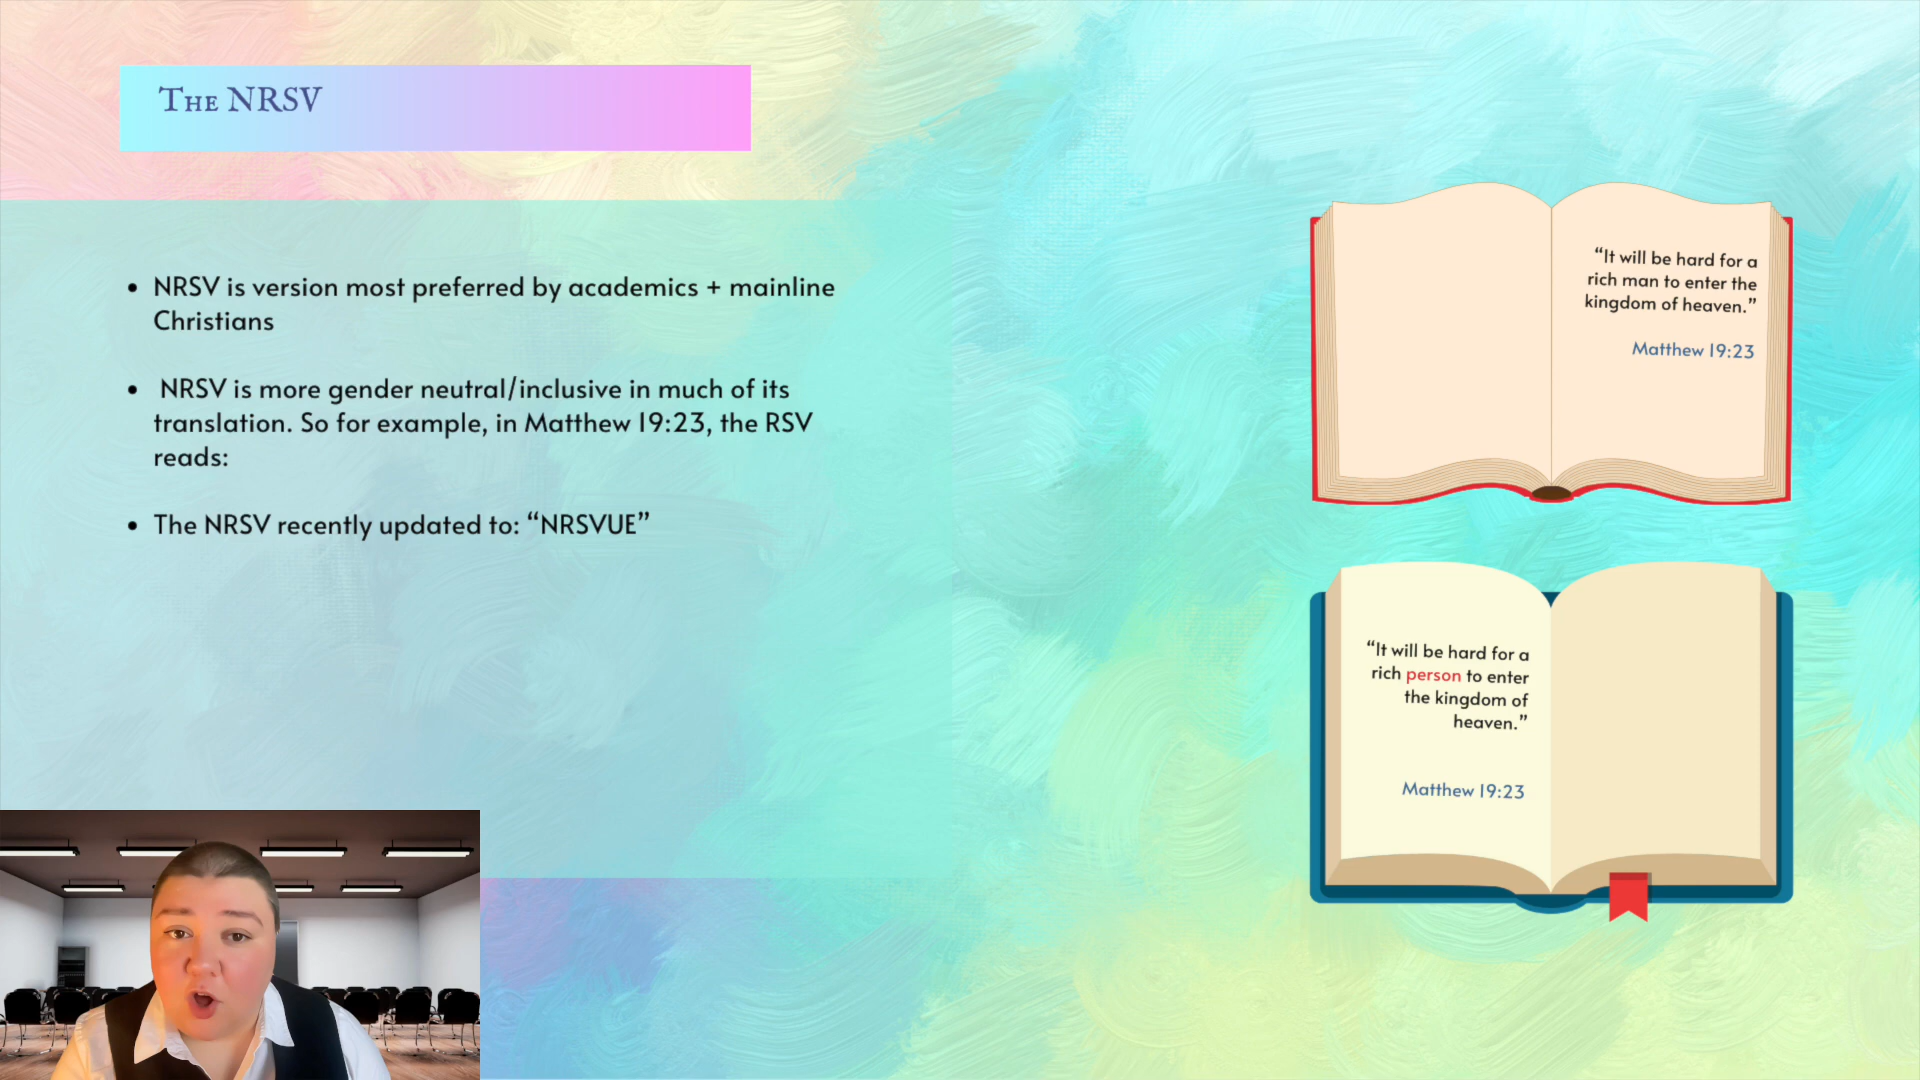 The NRSV
• NRSV is version most preferred by academics + mainline
Christians
• NRSV is more gender neutral/inclusive in much of its
translation. So for example, in Matthew 19:23, the RSV
reads:
• The NRSV recently updated to: “NRSVUE”
“It will be hard for a
rich man to enter the
kingdom of heaven.”
Matthew 19:23
“It will be hard for a
rich person to enter
the kingdom of
heaven.”
Matthew 19:23